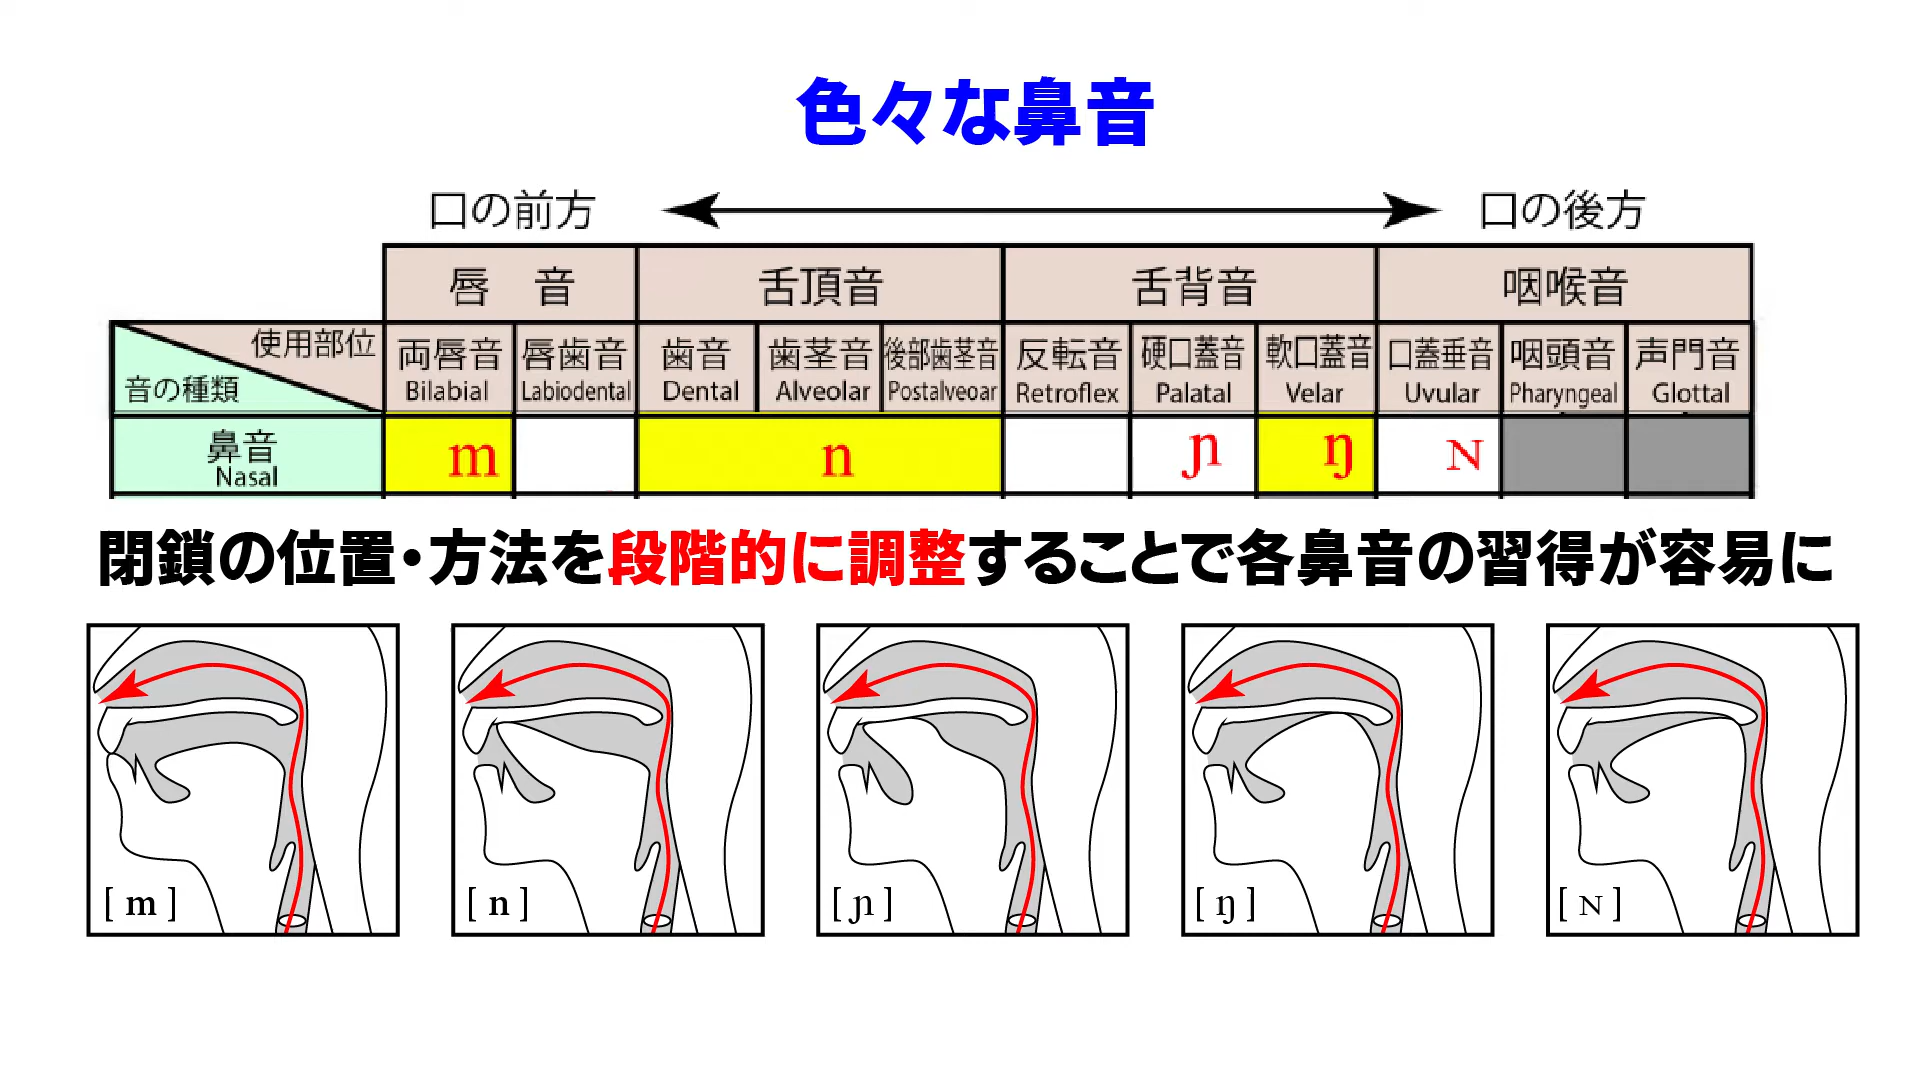 色々な鼻音
口の前方 口の後方
唇 音 舌頂音 舌背音 咽喉音
使用部位
音の種類
両唇音 唇歯音 歯音 歯茎音 後部歯茎音 反転音 硬口蓋音 軟口蓋音 口蓋垂音 咽頭音 声門音
Bilabial Labiodental Dental Alveolar Postalveoar Retroflex Palatal Velar Uvular Pharyngeal Glottal
鼻音 m n ɲ ŋ ɴ
Nasal
閉鎖の位置・方法を段階的に調整することで各鼻音の習得が容易に
[ m ] [ n ] [ ɲ ] [ ŋ ] [ ɴ ]